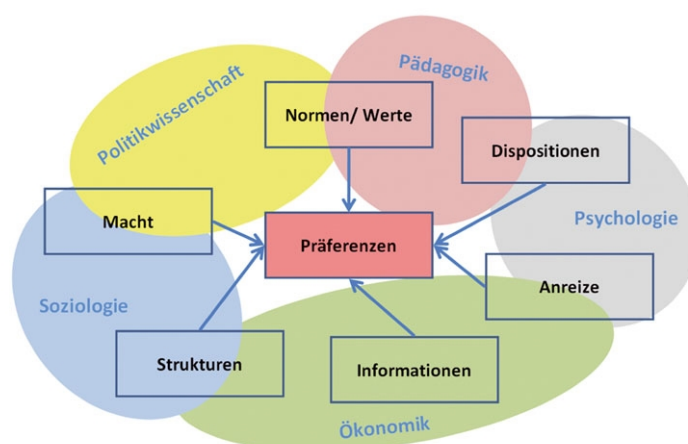 Politikwissenschaft
Pädagogik
Normen/ Werte
Dispositionen
Macht
Präferenzen
Psychologie
Soziologie
Anreize
Strukturen
Informationen
Ökonomik